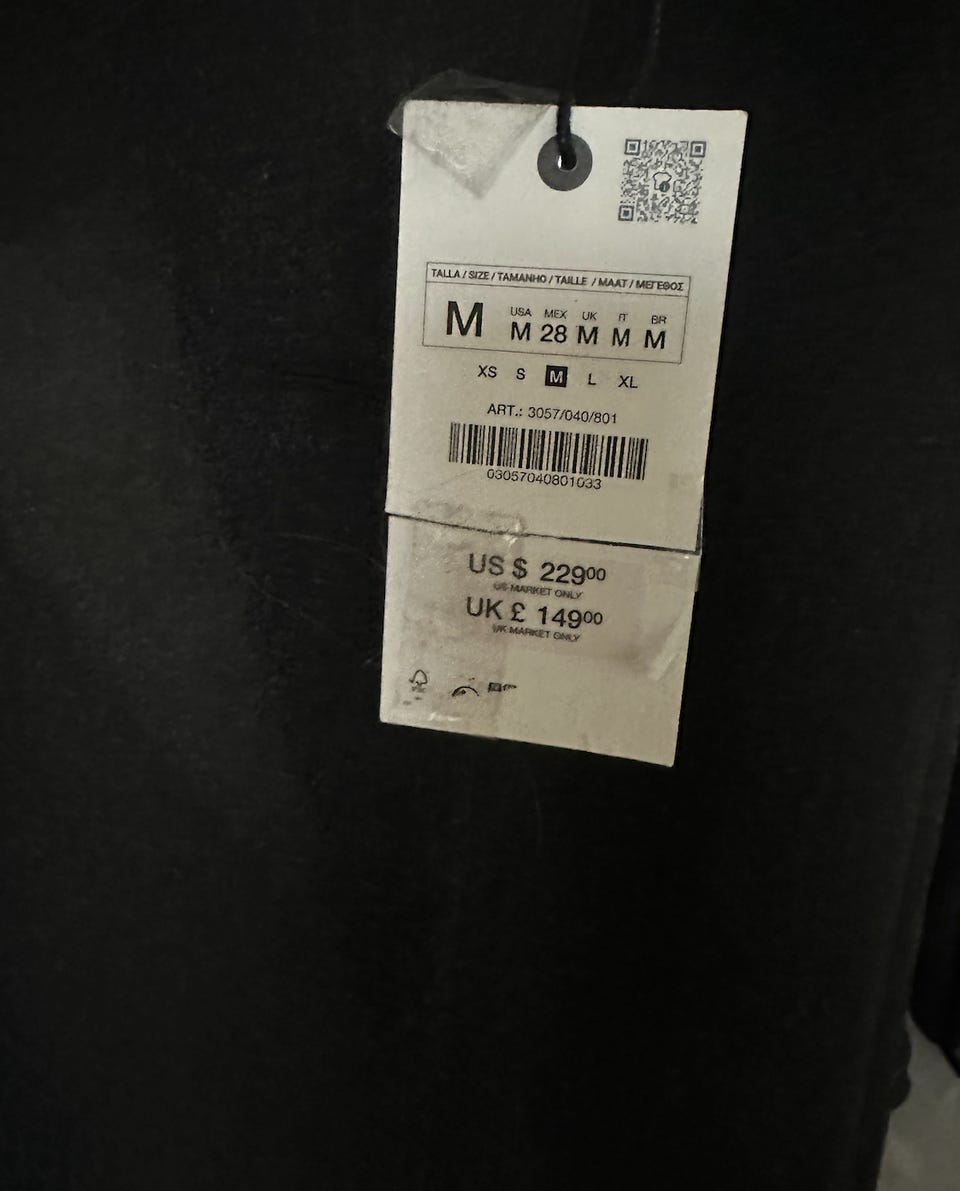 TALLA / SIZE / TAMANHO / TAILLE / MAAT / ΜΕΓΕΘΟΣ
USA MEX UK IT BR
M M 28 M M M
XS S M L XL
ART.: 3057/040/801
03057040801033
US $ 229⁰⁰
US MARKET ONLY
UK £ 149⁰⁰
UK MARKET ONLY